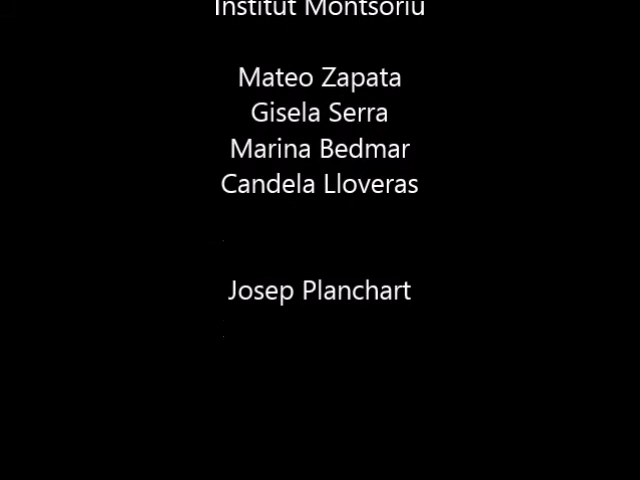 Institut Montsoriu
Mateo Zapata
Gisela Serra
Marina Bedmar
Candela Lloveras
Josep Planchart